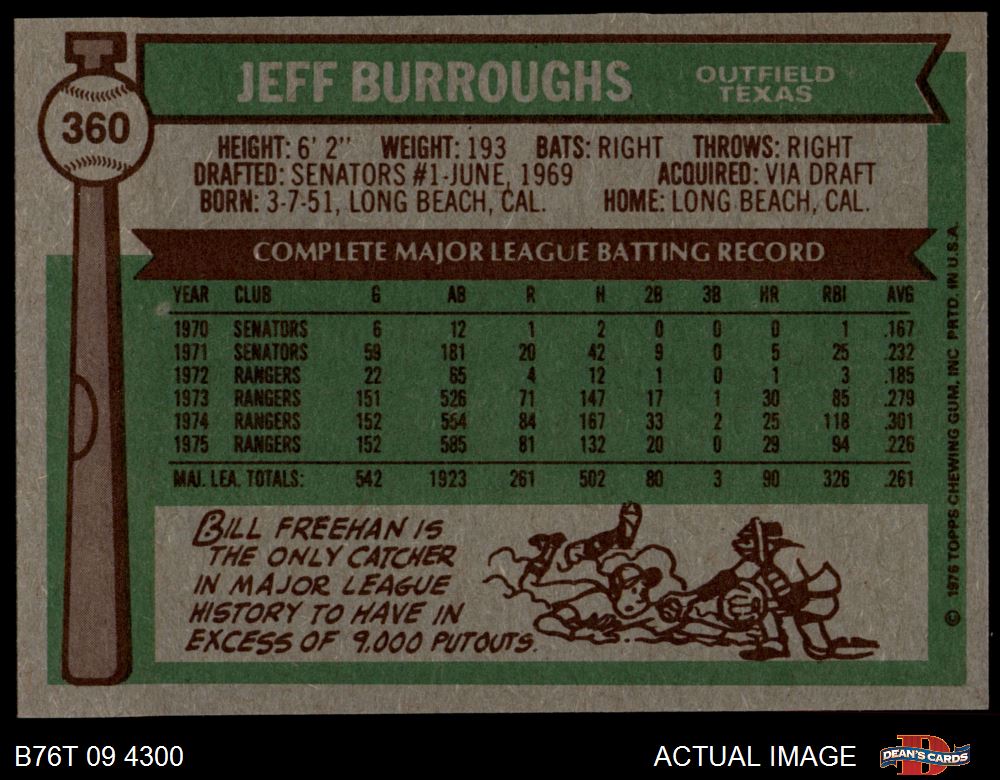 360
JEFF BURROUGHS
OUTFIELD
TEXAS
HEIGHT: 6' 2" WEIGHT: 193 BATS: RIGHT THROWS: RIGHT
DRAFTED: SENATORS #1-JUNE, 1969 ACQUIRED: VIA DRAFT
BORN: 3-7-51, LONG BEACH, CAL. HOME: LONG BEACH, CAL.
COMPLETE MAJOR LEAGUE BATTING RECORD
YEAR CLUB G AB R H 2B 3B HR RBI AVG
1970 SENATORS 6 12 1 2 0 0 0 1 .167
1971 SENATORS 59 181 20 42 9 0 5 25 .232
1972 RANGERS 22 65 4 12 1 0 1 3 .185
1973 RANGERS 151 526 71 147 17 1 30 85 .279
1974 RANGERS 152 554 84 167 33 2 25 118 .301
1975 RANGERS 152 585 81 132 20 0 29 94 .226
MAJ. LEA. TOTALS: 542 1923 261 502 80 3 90 326 .261
BILL FREEHAN IS
THE ONLY CATCHER
IN MAJOR LEAGUE
HISTORY TO HAVE IN
EXCESS OF 9,000 PUTOUTS.
© 1976 TOPPS CHEWING GUM, INC PRTD. IN U.S.A.
B76T 09 4300
ACTUAL IMAGE
D
DEAN'S CARDS